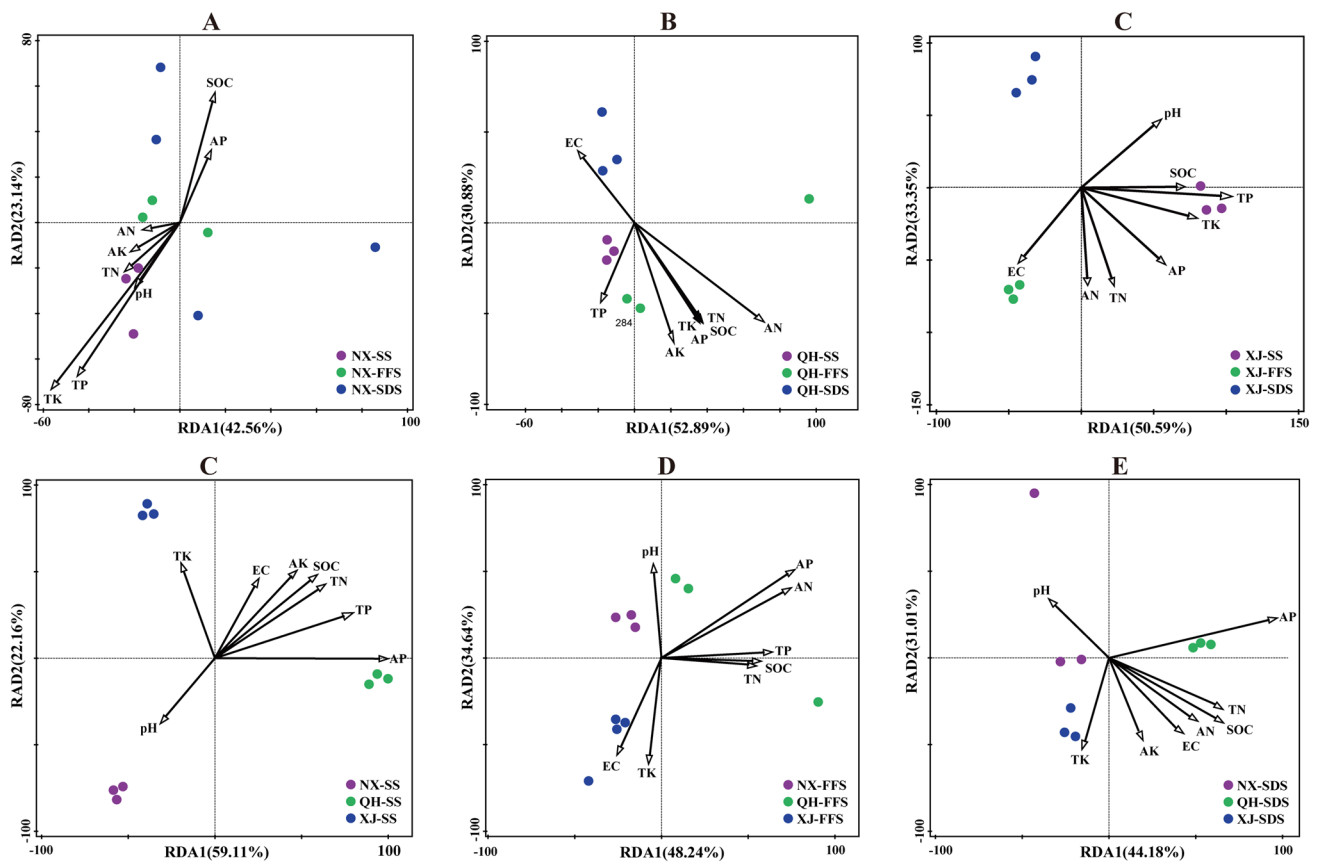 A
80
RAD2(23.14%)
-80
SOC
AP
AN
AK
TN
pH
TP
TK
NX-SS
NX-FFS
NX-SDS
-60
RDA1(42.56%)
100
B
100
RAD2(30.88%)
-100
EC
TP
284
TK
TN
AP
SOC
AK
AN
QH-SS
QH-FFS
QH-SDS
-60
RDA1(52.89%)
100
C
100
RAD2(33.35%)
-150
pH
SOC
TP
TK
AP
EC
AN
TN
XJ-SS
XJ-FFS
XJ-SDS
-100
RDA1(50.59%)
150
C
100
RAD2(22.16%)
-100
TK
EC
AK
SOC
TN
TP
AP
pH
NX-SS
QH-SS
XJ-SS
-100
RDA1(59.11%)
100
D
100
RAD2(34.64%)
-100
pH
AP
AN
TP
SOC
TN
EC
TK
NX-FFS
QH-FFS
XJ-FFS
-100
RDA1(48.24%)
100
E
100
RAD2(31.01%)
-100
pH
AP
TN
SOC
AN
EC
AK
TK
NX-SDS
QH-SDS
XJ-SDS
-100
RDA1(44.18%)
100